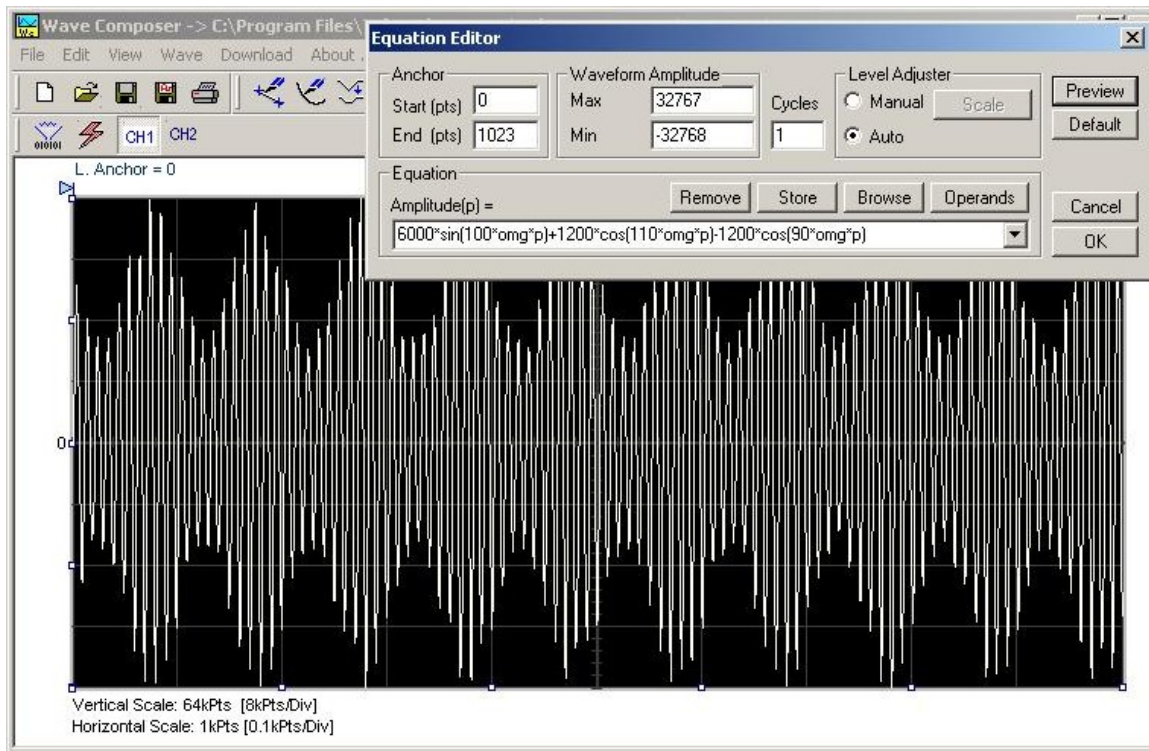 Wave Composer -> C:\Program Files\
File Edit View Wave Download About
CH1 CH2
L. Anchor = 0
0
Vertical Scale: 64kPts [8kPts/Div]
Horizontal Scale: 1kPts [0.1kPts/Div]
Equation Editor
Anchor
Start (pts) 0
End (pts) 1023
Waveform Amplitude
Max 32767
Min -32768
Cycles
1
Level Adjuster
Manual Scale
Auto
Preview
Default
Equation
Amplitude(p) =
Remove Store Browse Operands
6000*sin(100*omg*p)+1200*cos(110*omg*p)-1200*cos(90*omg*p)
Cancel
OK